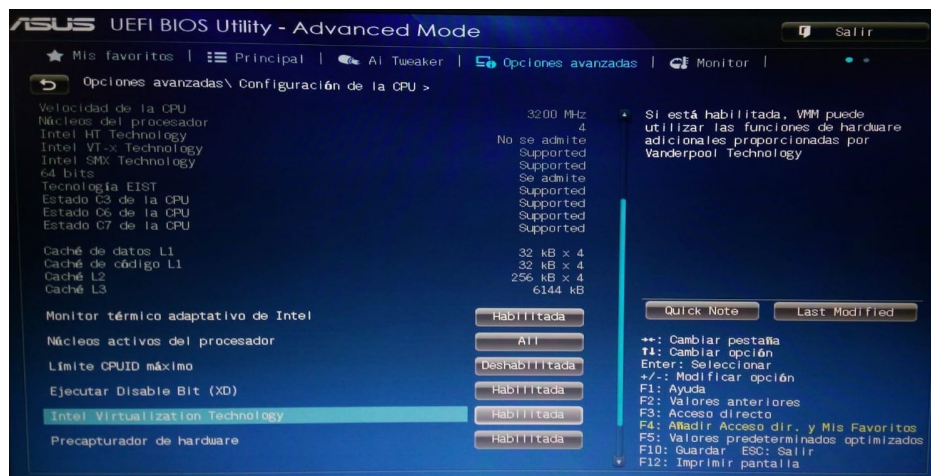 ASUS UEFI BIOS Utility - Advanced Mode
Salir
Mis favoritos | Principal | Ai Tweaker | Opciones avanzadas | Monitor |
Opciones avanzadas\ Configuración de la CPU >
Velocidad de la CPU 3200 MHz
Núcleos del procesador 4
Intel HT Technology No se admite
Intel VT-x Technology Supported
Intel SMX Technology Supported
64 bits Se admite
Tecnología EIST Supported
Estado C3 de la CPU Supported
Estado C6 de la CPU Supported
Estado C7 de la CPU Supported
Caché de datos L1 32 kB x 4
Caché de código L1 32 kB x 4
Caché L2 256 kB x 4
Caché L3 6144 kB
Monitor térmico adaptativo de Intel Habilitada
Núcleos activos del procesador All
Límite CPUID máximo Deshabilitada
Ejecutar Disable Bit (XD) Habilitada
Intel Virtualization Technology Habilitada
Precapturador de hardware Habilitada
Si está habilitada, VMM puede
utilizar las funciones de hardware
adicionales proporcionadas por
Vanderpool Technology
Quick Note Last Modified
→←: Cambiar pestaña
↑↓: Cambiar opción
Enter: Seleccionar
+/-: Modificar opción
F1: Ayuda
F2: Valores anteriores
F3: Acceso directo
F4: Añadir Acceso dir. y Mis Favoritos
F5: Valores predeterminados optimizados
F10: Guardar ESC: Salir
F12: Imprimir pantalla